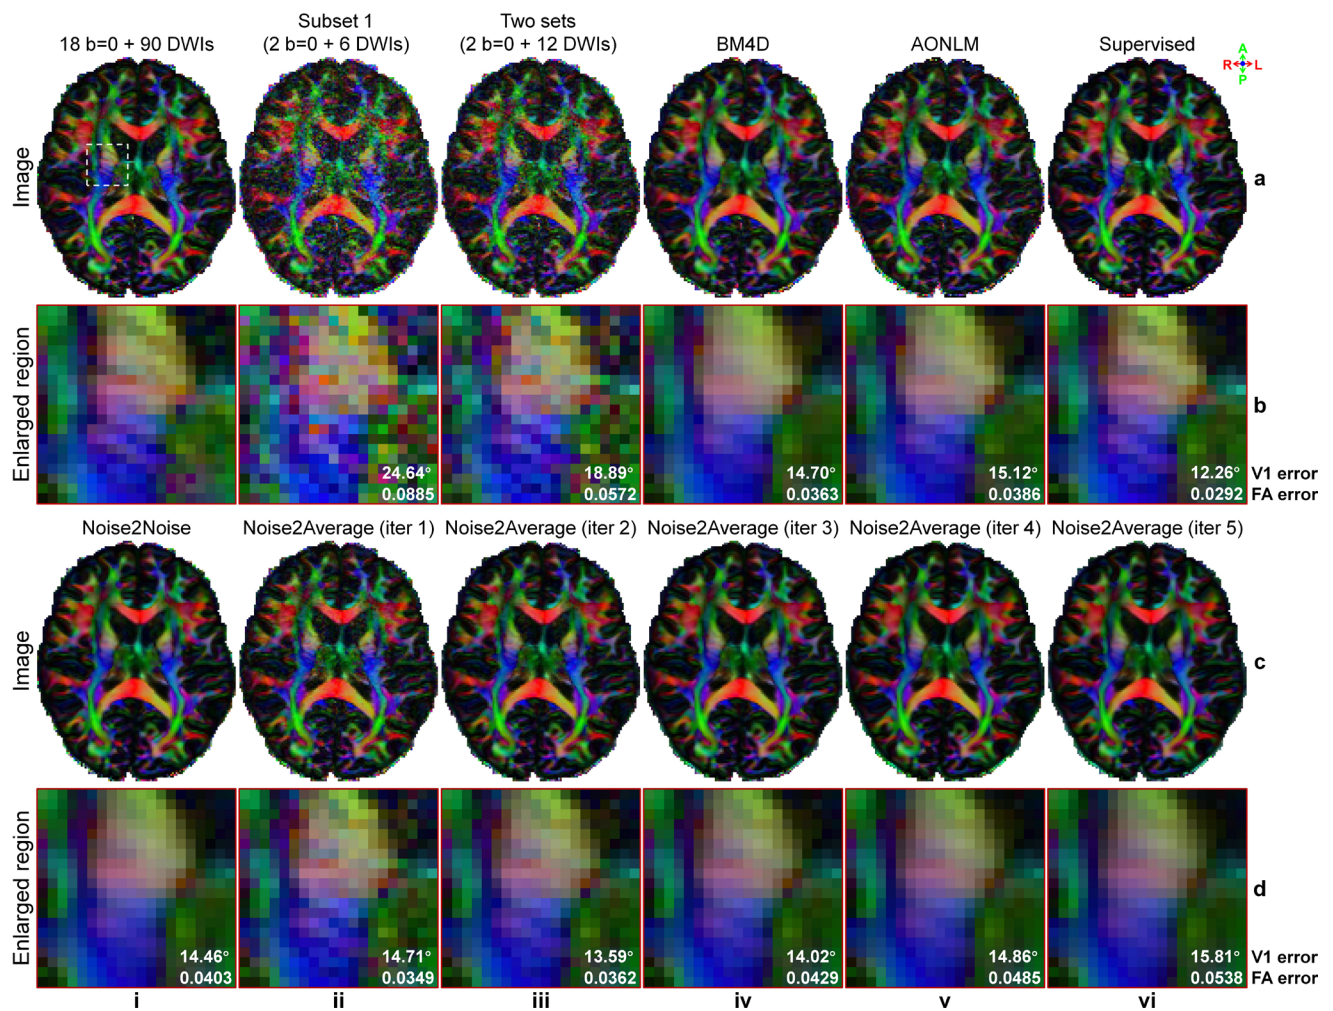 Subset 1
Two sets
18 b=0 + 90 DWIs
(2 b=0 + 6 DWIs)
(2 b=0 + 12 DWIs)
BM4D
AONLM
Supervised
A
R L
P
Image
a
Enlarged region
b
24.64°
18.89°
14.70°
15.12°
12.26°
V1 error
0.0885
0.0572
0.0363
0.0386
0.0292
FA error
Noise2Noise
Noise2Average (iter 1)
Noise2Average (iter 2)
Noise2Average (iter 3)
Noise2Average (iter 4)
Noise2Average (iter 5)
Image
c
Enlarged region
d
14.46°
14.71°
13.59°
14.02°
14.86°
15.81°
V1 error
0.0403
0.0349
0.0362
0.0429
0.0485
0.0538
FA error
i
ii
iii
iv
v
vi